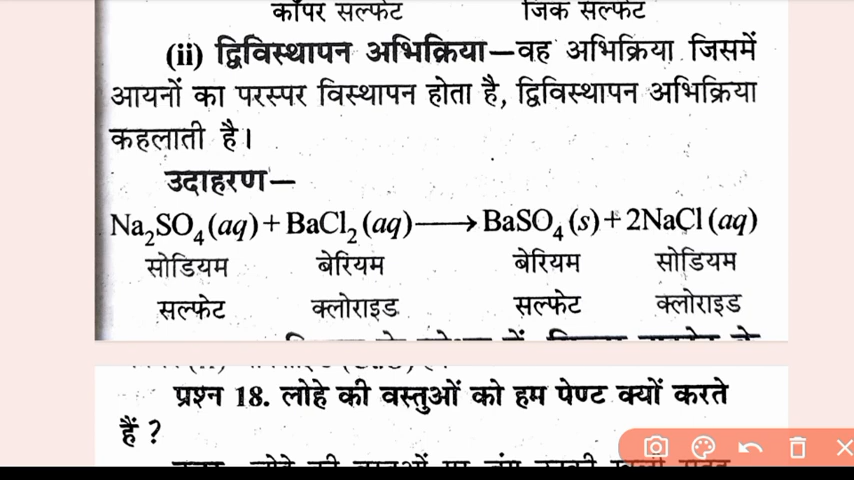 कॉपर सल्फेट जिंक सल्फेट
(ii) द्विविस्थापन अभिक्रिया—वह अभिक्रिया जिसमें
आयनों का परस्पर विस्थापन होता है, द्विविस्थापन अभिक्रिया
कहलाती है।
उदाहरण—
Na₂SO₄(aq)+BaCl₂(aq)⟶BaSO₄(s)+2NaCl(aq)
सोडियम बेरियम बेरियम सोडियम
सल्फेट क्लोराइड सल्फेट क्लोराइड
प्रश्न 18. लोहे की वस्तुओं को हम पेण्ट क्यों करते
हैं ?